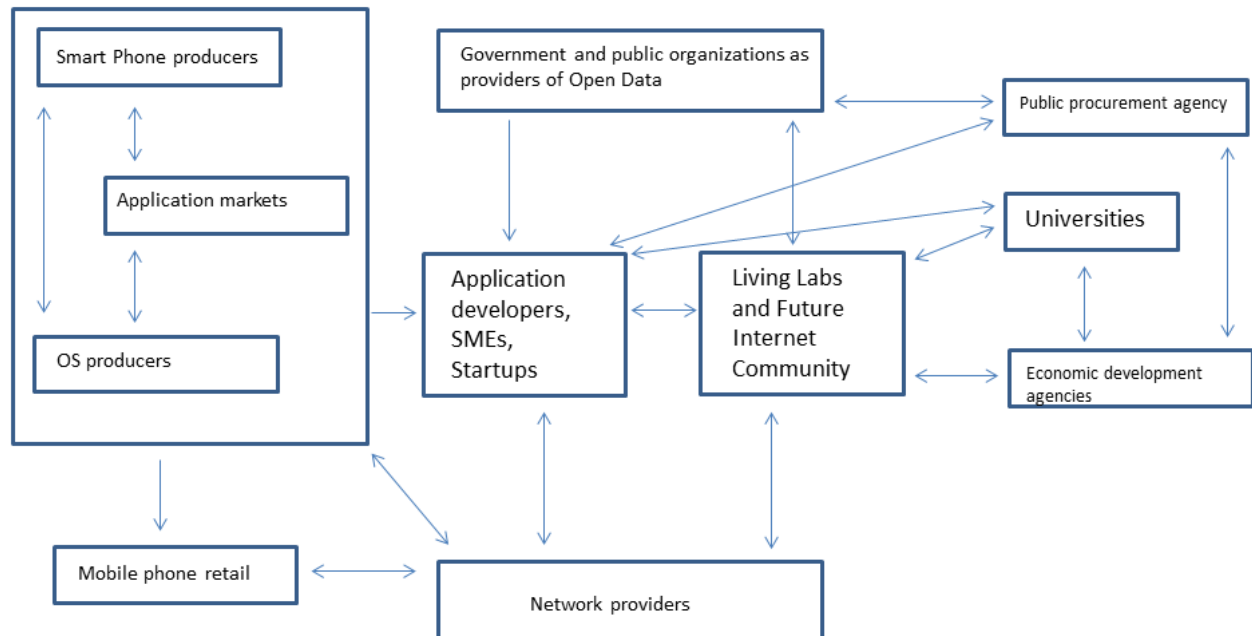 Smart Phone producers
Application markets
OS producers
Government and public organizations as
providers of Open Data
Public procurement agency
Universities
Application
developers,
SMEs,
Startups
Living Labs
and Future
Internet
Community
Economic development
agencies
Mobile phone retail
Network providers